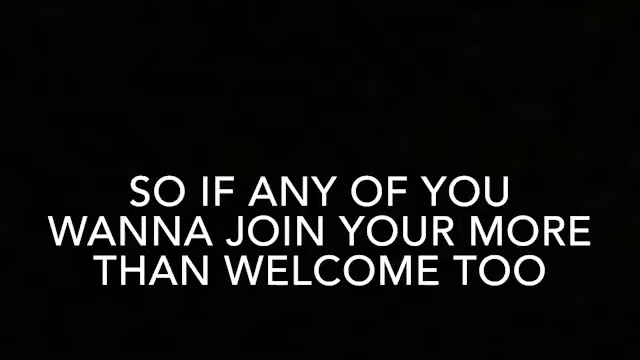 SO IF ANY OF YOU
WANNA JOIN YOUR MORE
THAN WELCOME TOO